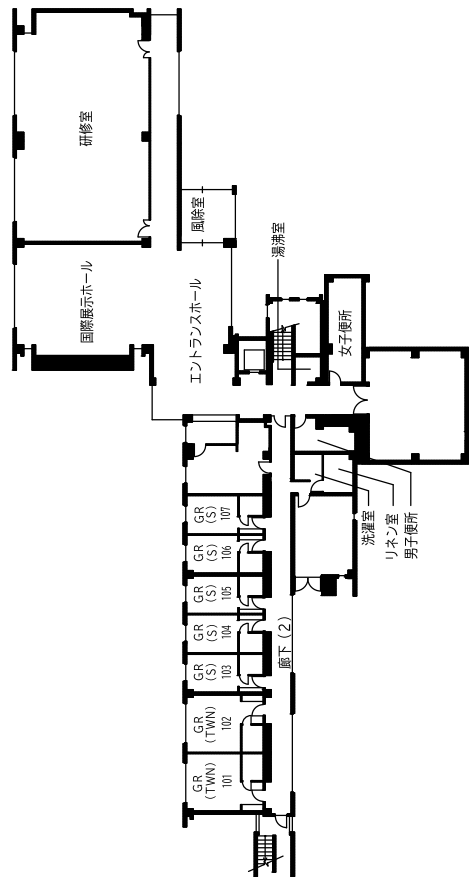 研修室
風除室
国際展示ホール
エントランスホール
湯沸室
女子便所
GR
(S)
107
GR
(S)
106
GR
(S)
105
GR
(S)
104
GR
(S)
103
GR
(TWN)
102
GR
(TWN)
101
廊下(2)
洗濯室
リネン室
男子便所